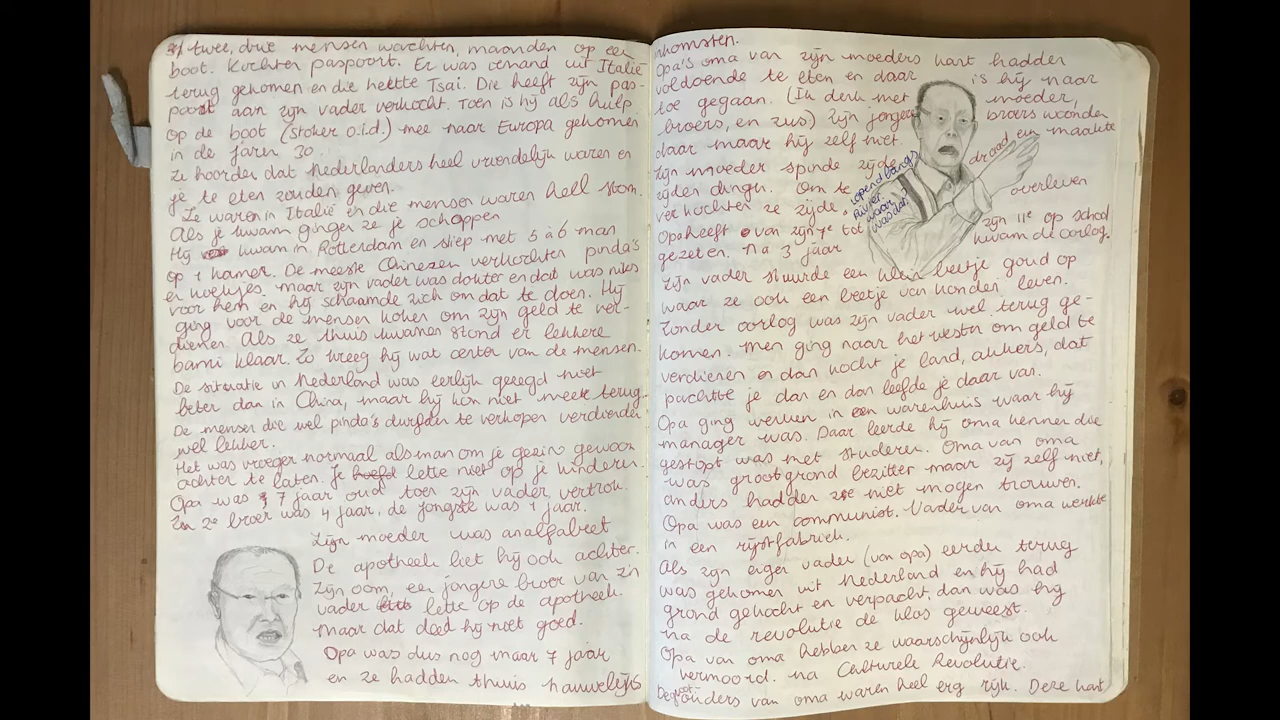 twee, drie mensen wachten, maanden op een
boot. Kochten paspoort. Er was iemand uit Italië
terug gekomen en die heette Tsai. Die heeft zijn pas-
poort aan zijn vader verkocht. Toen is hij als hulp
op de boot (stoker o.i.d.) mee naar Europa gekomen
in de jaren 30.
Ze hoorden dat Nederlanders heel vriendelijk waren en
je te eten zouden geven.
Ze waren in Italië en die mensen waren heel stom.
Als je kwam gingen ze je schoppen
Hij kwam in Rotterdam en sliep met 5 à 6 man
op 1 kamer. De meeste Chinezen verkochten pinda's
en koekjes, maar zijn vader was dokter en dat was niks
voor hem en hij schaamde zich om dat te doen. Hij
ging voor de mensen koken om zijn geld te ver-
dienen. Als ze thuis kwamen stond er lekkere
bami klaar. Zo kreeg hij wat centen van de mensen.
De situatie in Nederland was eerlijk gezegd niet
beter dan in China, maar hij kon niet meer terug.
De mensen die wel pinda's durfden te verkopen verdienden
wel lekker.
Het was vroeger normaal als man om je gezin gewoon
achter te laten. Je lette niet op je kinderen.
Opa was 7 jaar oud toen zijn vader vertrok.
Zn 2e broer was 4 jaar, de jongste was 1 jaar.
Zijn moeder was analfabeet
De apotheek liet hij ook achter.
Zijn oom, een jongere broer van z'n
vader lette op de apotheek.
Maar dat deed hij niet goed.
Opa was dus nog maar 7 jaar
en ze hadden thuis nauwelijks
inkomsten.
Opa's oma van zijn moeders kant hadden
voldoende te eten en daar is hij naar
toe gegaan. (Ik denk met moeder,
broers, en zus) Zijn jongere broers woonden
daar maar hij zelf niet.
Zijn moeder spinde zijde draad en maakte
zijden dingen. Om te overleven
verkochten ze zijde.
lopend langs
rivier
waar
was dat?
Opa heeft van zijn 7e tot zijn 11e op school
gezeten. Na 3 jaar kwam de oorlog.
Zijn vader stuurde een klein beetje goud op
waar ze ook een beetje van konden leven.
Zonder oorlog was zijn vader wel terug ge-
komen. Men ging naar het westen om geld te
verdienen en dan kocht je land, akkers, dat
pachtte je dan en dan leefde je daar van.
Opa ging werken in een warenhuis waar hij
manager was. Daar leerde hij oma kennen die
gestopt was met studeren. Oma van oma
was grootgrond bezitter maar zij zelf niet,
anders hadden ze niet mogen trouwen.
Opa was een communist. Vader van oma werkte
in een rijstfabriek.
Als zijn eigen vader (van opa) eerder terug
was gekomen uit Nederland en hij had
grond gekocht en verpacht, dan was hij
na de revolutie de klos geweest.
Opa van oma hebben ze waarschijnlijk ook
vermoord. na Culturele Revolutie.
van oma waren heel erg rijk. Deze kant